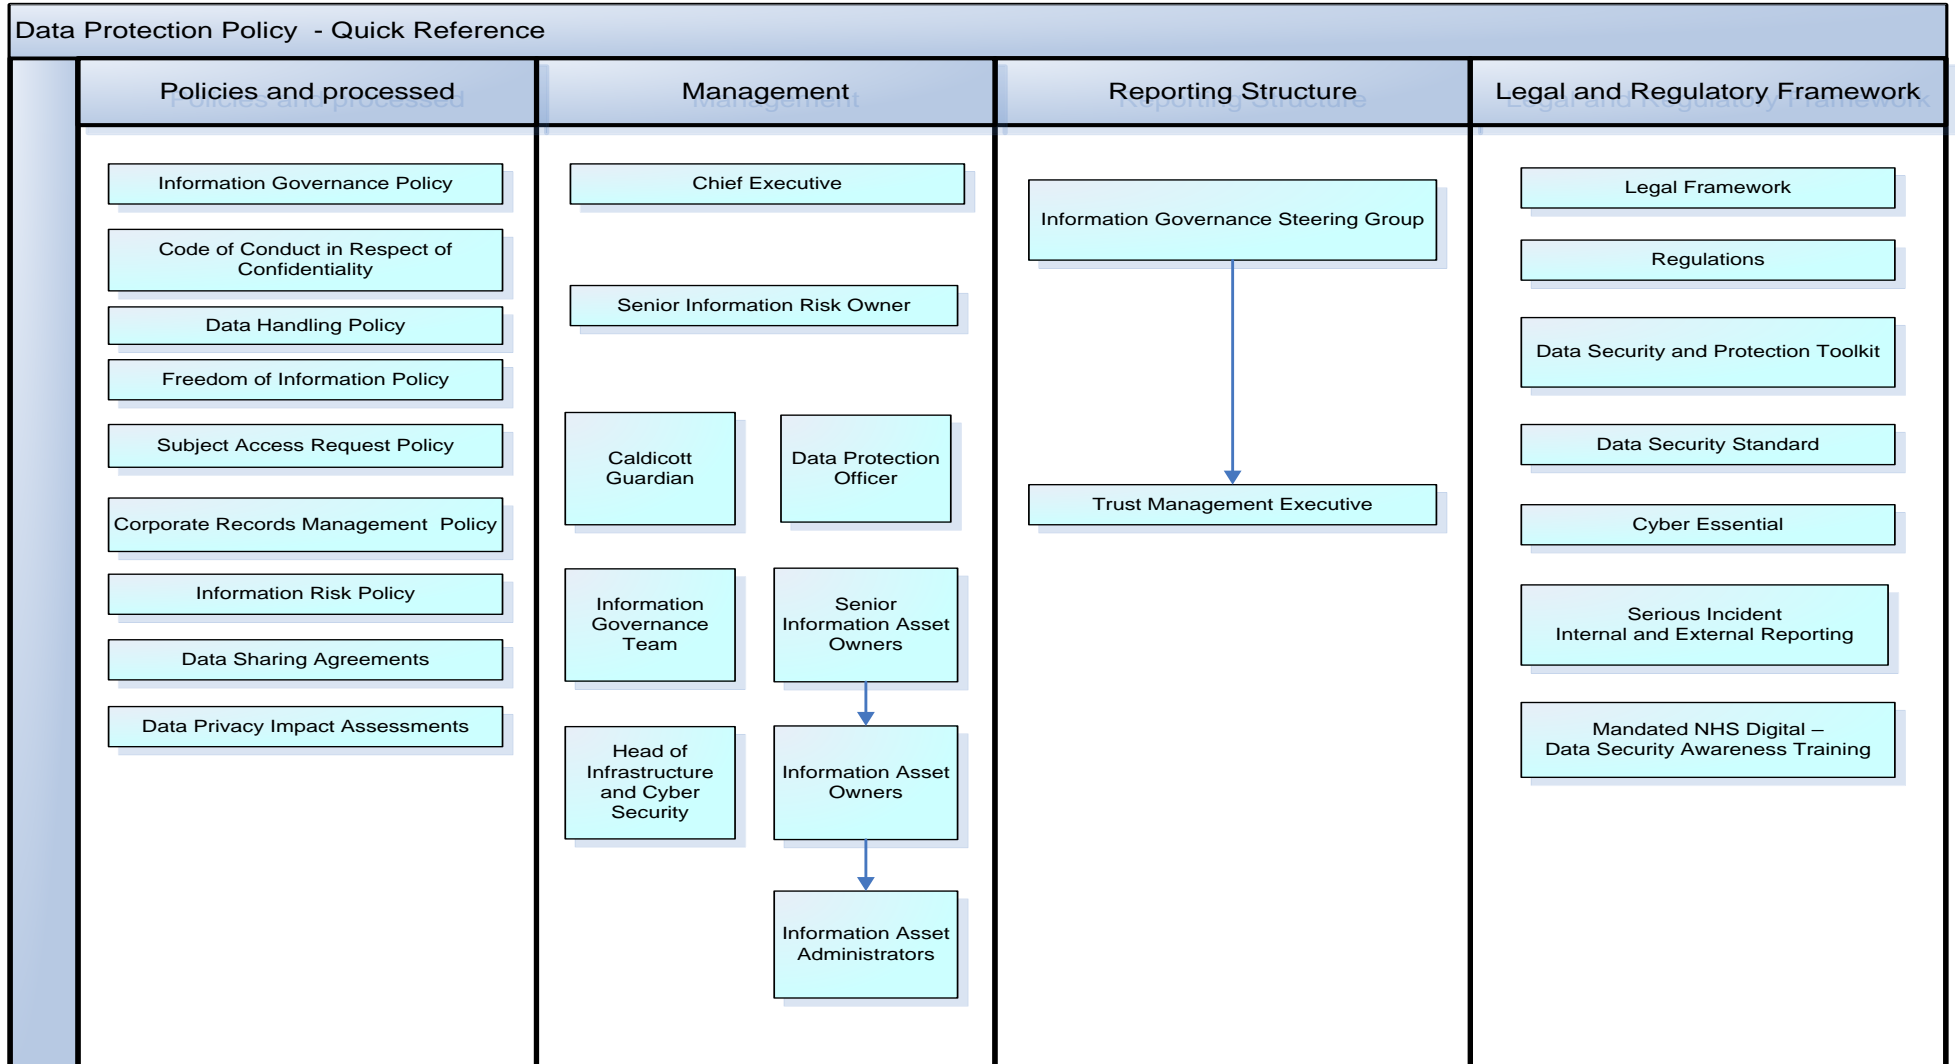 Data Protection Policy  - Quick Reference
Policies and processed
Management
Reporting Structure
Legal and Regulatory Framework
Information Governance Policy
Code of Conduct in Respect of
Confidentiality
Data Handling Policy
Freedom of Information Policy
Subject Access Request Policy
Corporate Records Management  Policy
Information Risk Policy
Data Sharing Agreements
Data Privacy Impact Assessments
Chief Executive
Senior Information Risk Owner
Caldicott
Guardian
Data Protection
Officer
Information
Governance
Team
Senior
Information Asset
Owners
Head of
Infrastructure
and Cyber
Security
Information Asset
Owners
Information Asset
Administrators
Information Governance Steering Group
Trust Management Executive
Legal Framework
Regulations
Data Security and Protection Toolkit
Data Security Standard
Cyber Essential
Serious Incident
Internal and External Reporting
Mandated NHS Digital –
Data Security Awareness Training